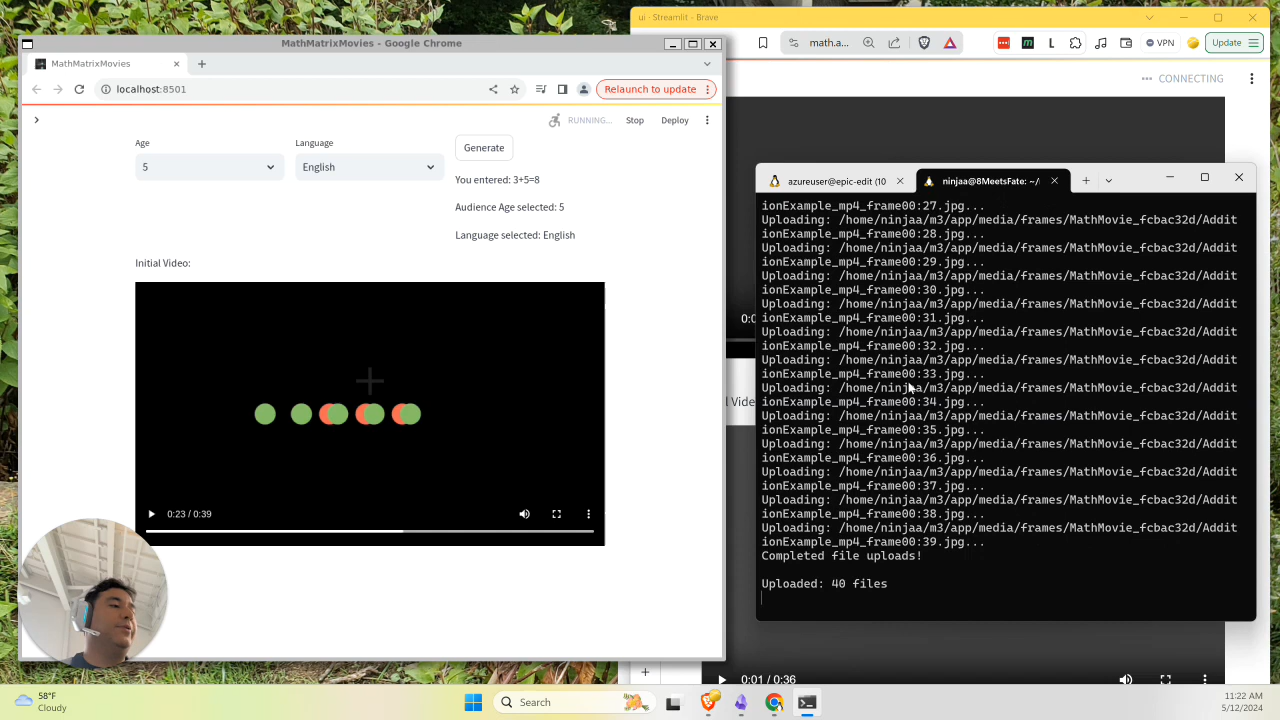 ui - Streamlit - Brave
math.a...
L
VPN
Update
CONNECTING
MathMatrixMovies - Google Chrome
MathMatrixMovies
localhost:8501
Relaunch to update
RUNNING...
Stop
Deploy
Age
5
Language
English
Generate
You entered: 3+5=8
Audience Age selected: 5
Language selected: English
Initial Video:
0:23 / 0:39
azureuser@epic-edit (10
ninjaa@8MeetsFate: ~/
ionExample_mp4_frame00:27.jpg...
Uploading: /home/ninjaa/m3/app/media/frames/MathMovie_fcbac32d/Addit
ionExample_mp4_frame00:28.jpg...
Uploading: /home/ninjaa/m3/app/media/frames/MathMovie_fcbac32d/Addit
ionExample_mp4_frame00:29.jpg...
Uploading: /home/ninjaa/m3/app/media/frames/MathMovie_fcbac32d/Addit
ionExample_mp4_frame00:30.jpg...
Uploading: /home/ninjaa/m3/app/media/frames/MathMovie_fcbac32d/Addit
ionExample_mp4_frame00:31.jpg...
Uploading: /home/ninjaa/m3/app/media/frames/MathMovie_fcbac32d/Addit
ionExample_mp4_frame00:32.jpg...
Uploading: /home/ninjaa/m3/app/media/frames/MathMovie_fcbac32d/Addit
ionExample_mp4_frame00:33.jpg...
Uploading: /home/ninjaa/m3/app/media/frames/MathMovie_fcbac32d/Addit
ionExample_mp4_frame00:34.jpg...
Uploading: /home/ninjaa/m3/app/media/frames/MathMovie_fcbac32d/Addit
ionExample_mp4_frame00:35.jpg...
Uploading: /home/ninjaa/m3/app/media/frames/MathMovie_fcbac32d/Addit
ionExample_mp4_frame00:36.jpg...
Uploading: /home/ninjaa/m3/app/media/frames/MathMovie_fcbac32d/Addit
ionExample_mp4_frame00:37.jpg...
Uploading: /home/ninjaa/m3/app/media/frames/MathMovie_fcbac32d/Addit
ionExample_mp4_frame00:38.jpg...
Uploading: /home/ninjaa/m3/app/media/frames/MathMovie_fcbac32d/Addit
ionExample_mp4_frame00:39.jpg...
Completed file uploads!
Uploaded: 40 files
0:0
l Vide
0:01 / 0:36
58°F
Cloudy
Search
11:22 AM
5/12/2024